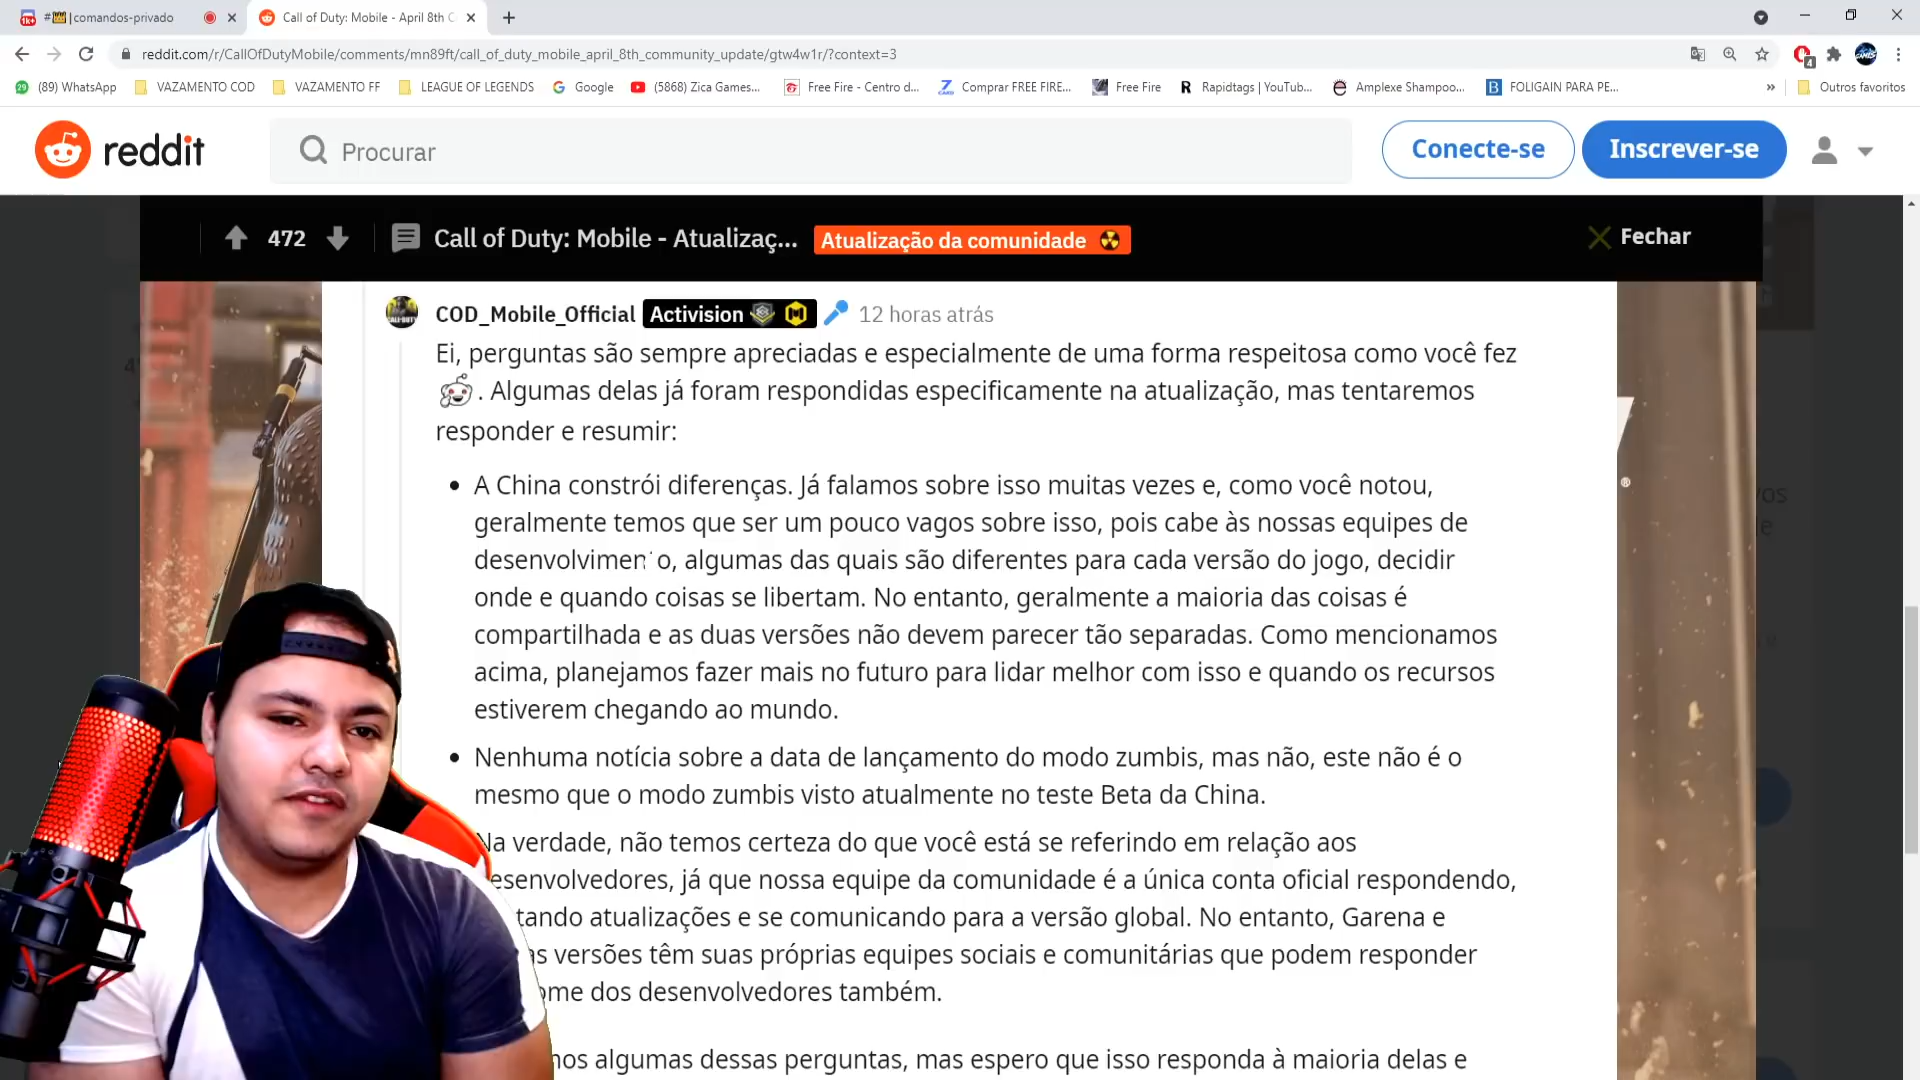 #|comandos-privado
Call of Duty: Mobile - April 8th C
reddit.com/r/CallOfDutyMobile/comments/mn89ft/call_of_duty_mobile_april_8th_community_update/gtw4w1r/?context=3
(89) WhatsApp
VAZAMENTO COD
VAZAMENTO FF
LEAGUE OF LEGENDS
Google
(5868) Zica Games...
Free Fire - Centro d...
Comprar FREE FIRE...
Free Fire
Rapidtags | YouTub...
Amplexe Shampoo...
FOLIGAIN PARA PE...
»
Outros favoritos
reddit
Procurar
Conecte-se
Inscrever-se
472
Call of Duty: Mobile - Atualizaç...
Atualização da comunidade
Fechar
COD_Mobile_Official Activision 12 horas atrás
Ei, perguntas são sempre apreciadas e especialmente de uma forma respeitosa como você fez
. Algumas delas já foram respondidas especificamente na atualização, mas tentaremos
responder e resumir:
• A China constrói diferenças. Já falamos sobre isso muitas vezes e, como você notou,
geralmente temos que ser um pouco vagos sobre isso, pois cabe às nossas equipes de
desenvolvimento, algumas das quais são diferentes para cada versão do jogo, decidir
onde e quando coisas se libertam. No entanto, geralmente a maioria das coisas é
compartilhada e as duas versões não devem parecer tão separadas. Como mencionamos
acima, planejamos fazer mais no futuro para lidar melhor com isso e quando os recursos
estiverem chegando ao mundo.
• Nenhuma notícia sobre a data de lançamento do modo zumbis, mas não, este não é o
mesmo que o modo zumbis visto atualmente no teste Beta da China.
Na verdade, não temos certeza do que você está se referindo em relação aos
esenvolvedores, já que nossa equipe da comunidade é a única conta oficial respondendo,
tando atualizações e se comunicando para a versão global. No entanto, Garena e
as versões têm suas próprias equipes sociais e comunitárias que podem responder
ome dos desenvolvedores também.
nos algumas dessas perguntas, mas espero que isso responda à maioria delas e